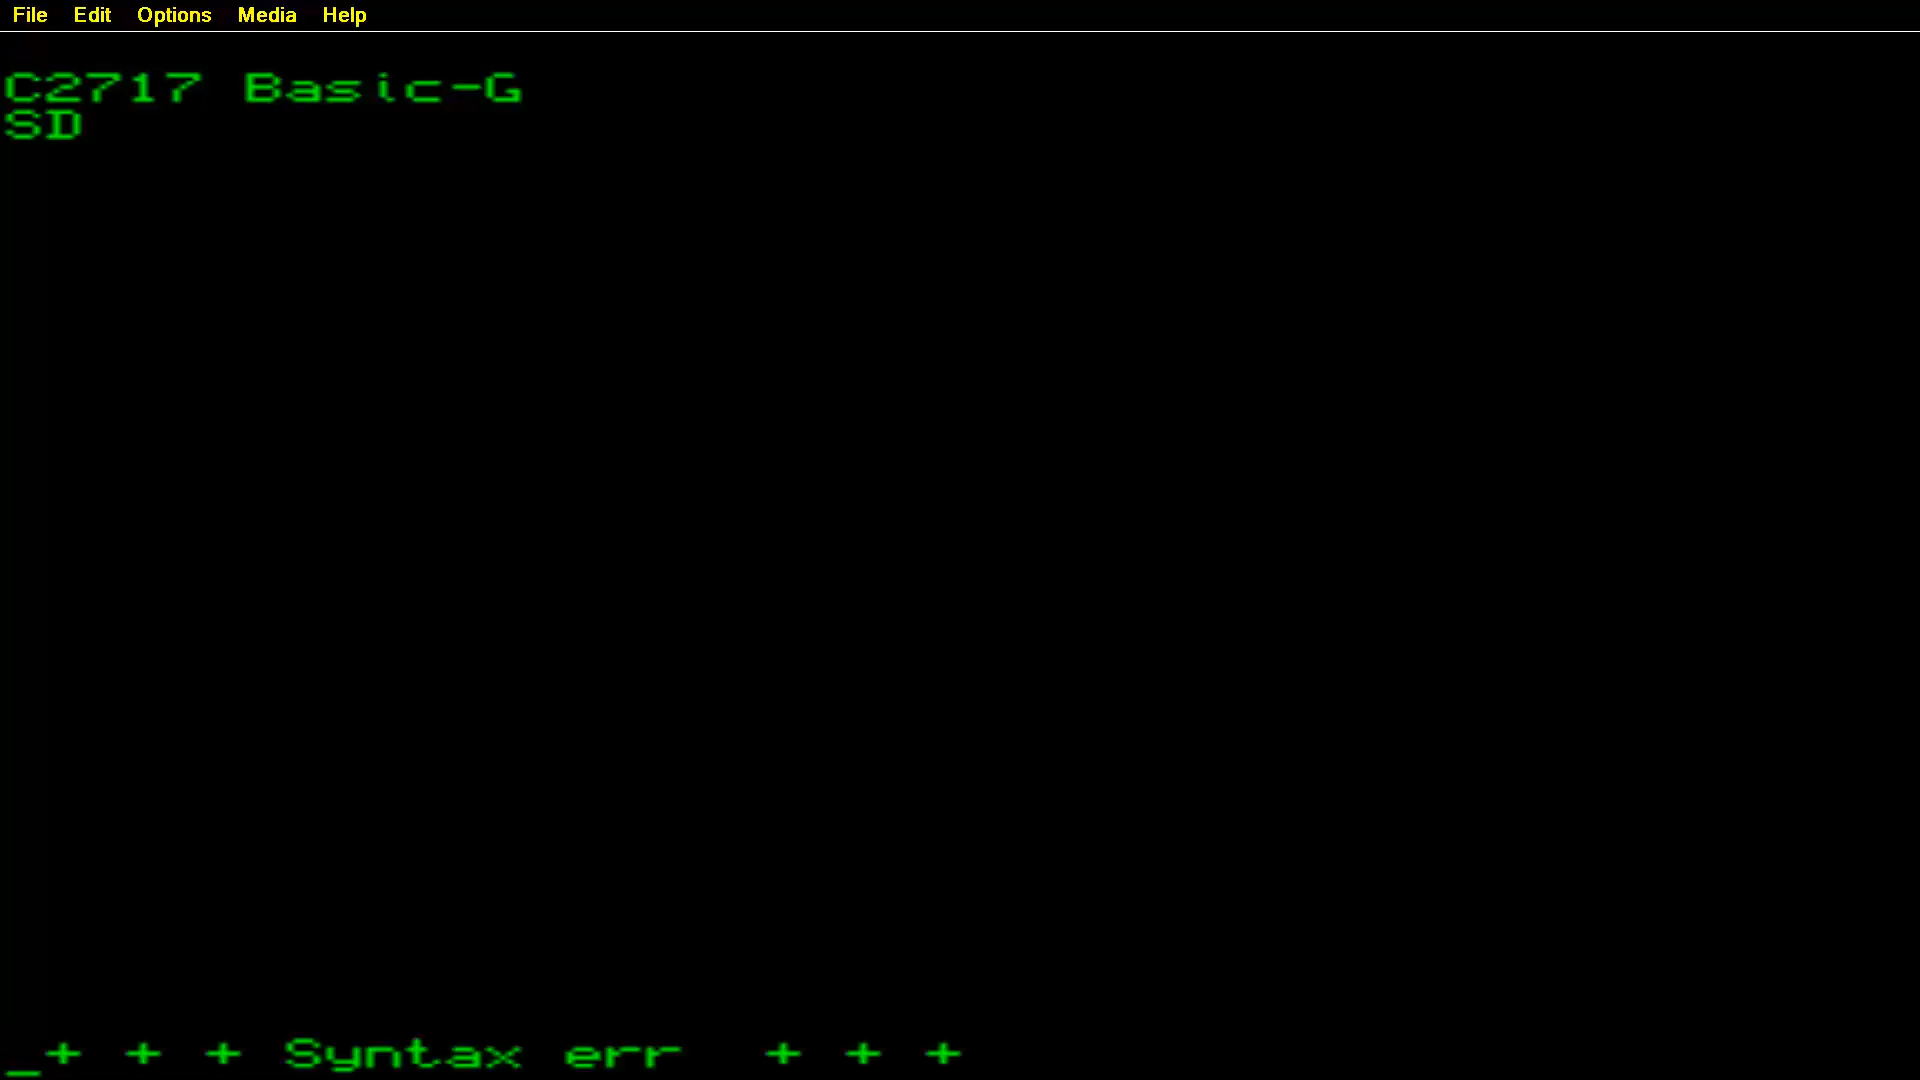 File Edit Options Media Help
C2717 Basic-G
SD
_+ + + Syntax err + + +